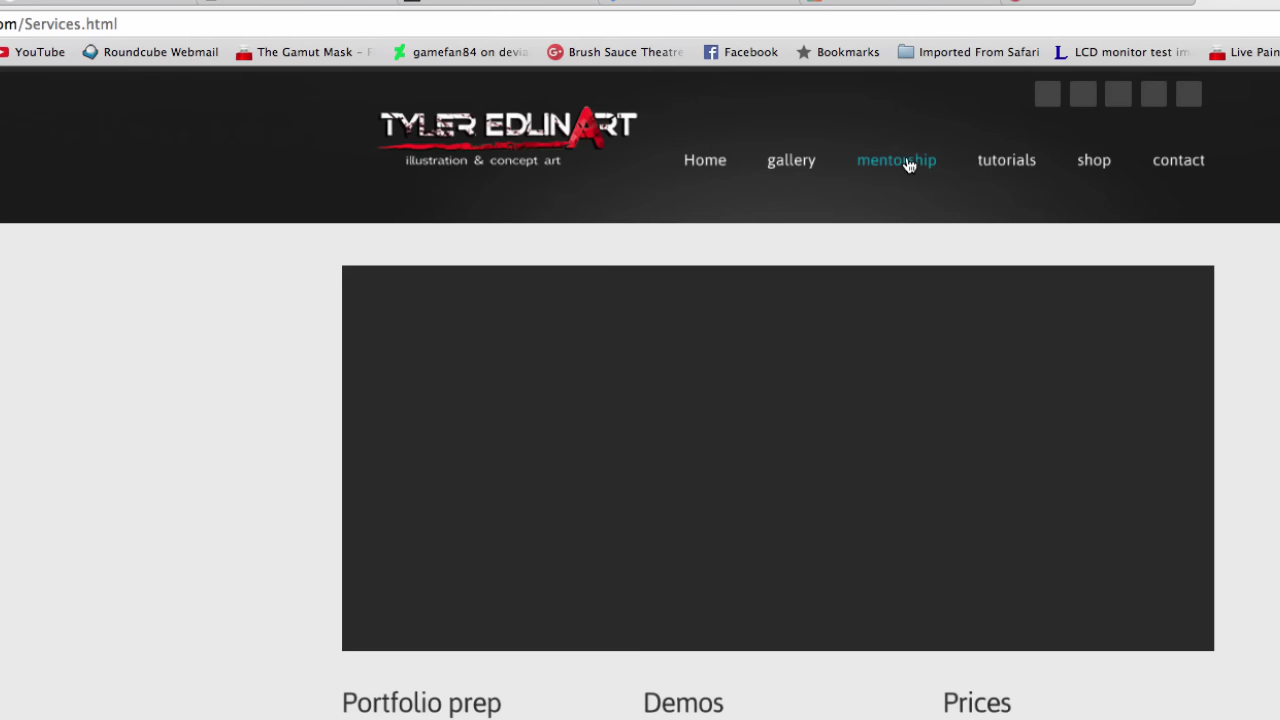 om/Services.html
YouTube Roundcube Webmail The Gamut Mask - F gamefan84 on devia Brush Sauce Theatre Facebook Bookmarks Imported From Safari LCD monitor test im Live Pain
TYLER EDLIN ART
illustration & concept art
Home gallery mentorship tutorials shop contact
Portfolio prep Demos Prices